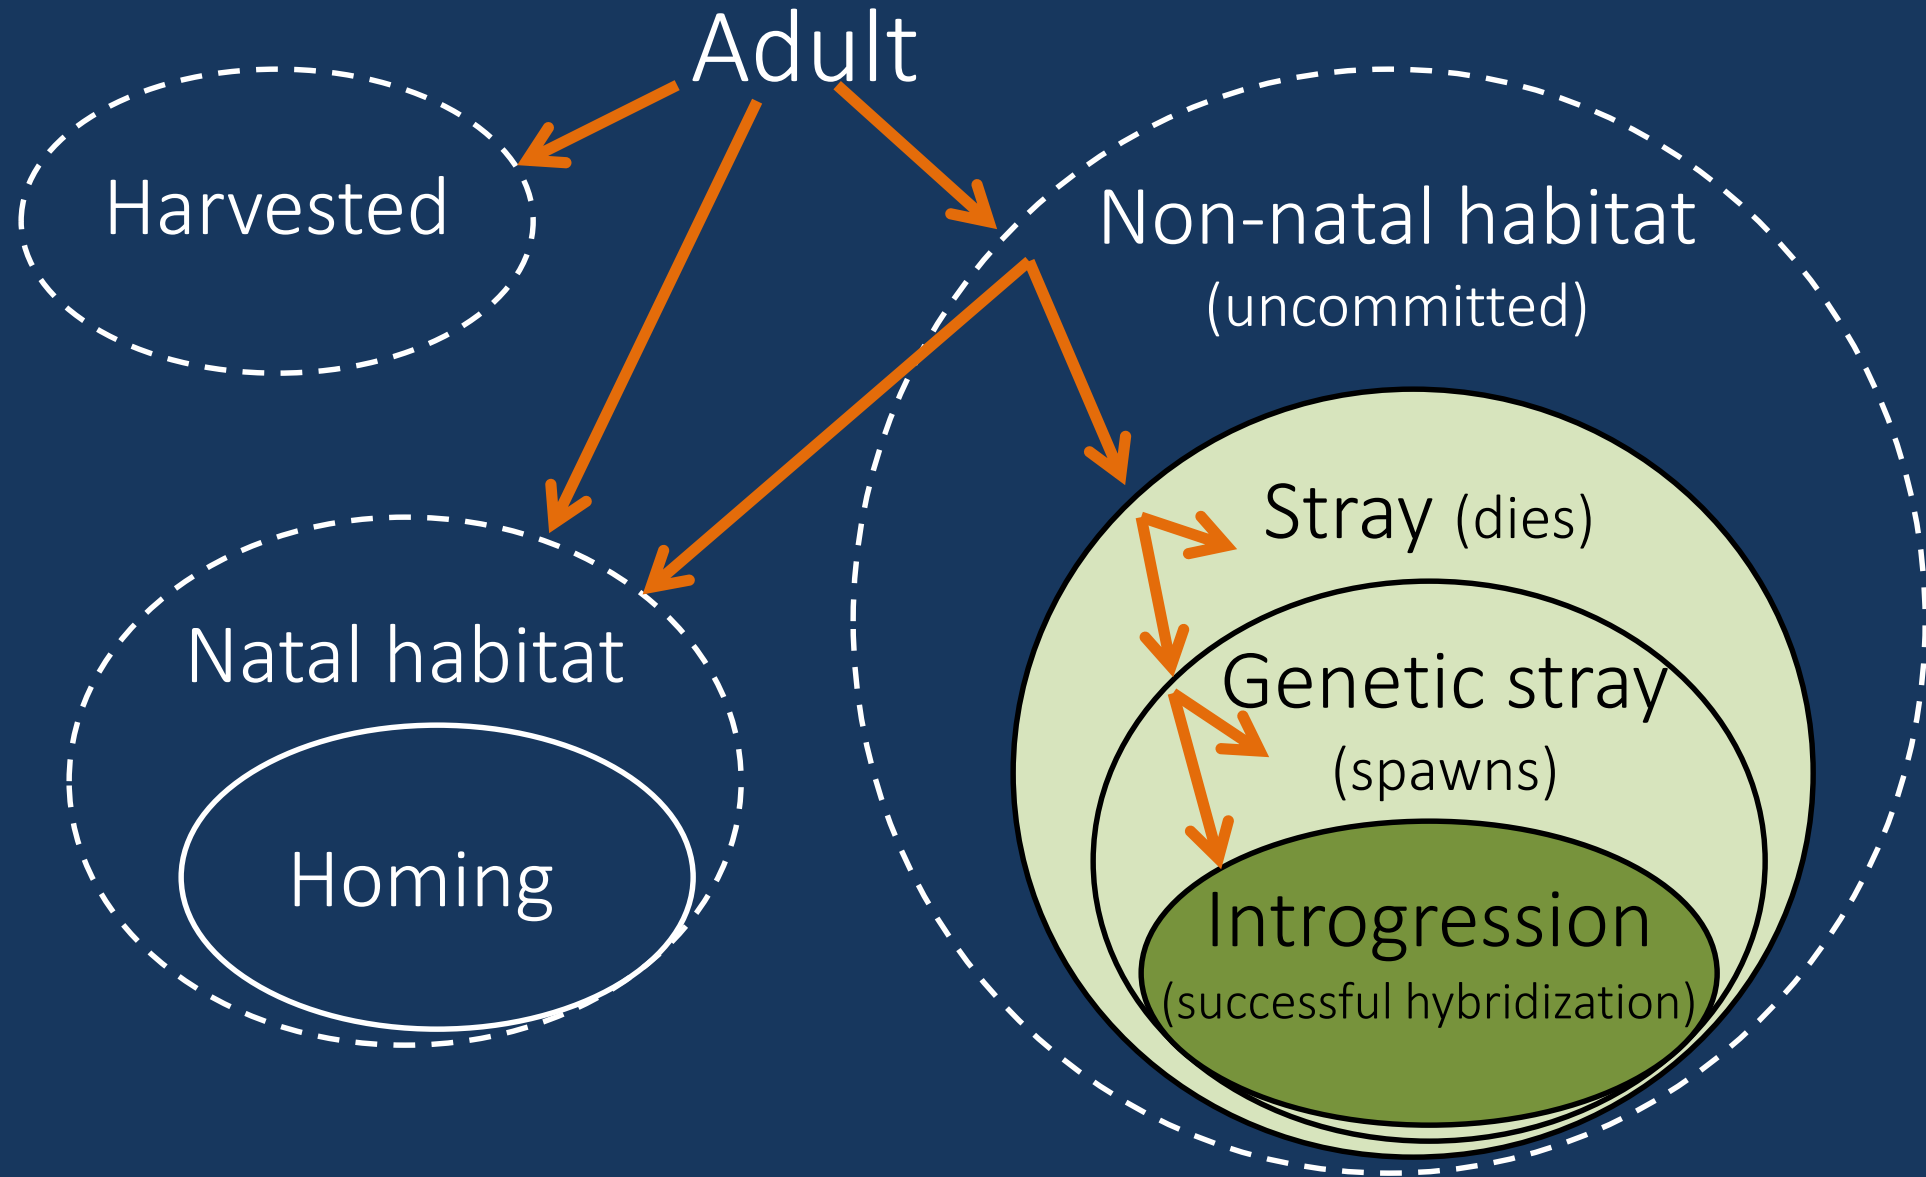 Adult
Harvested
Non-natal habitat
(uncommitted)
Stray (dies)
Natal habitat
Genetic stray
(spawns)
Homing
Introgression
(successful hybridization)